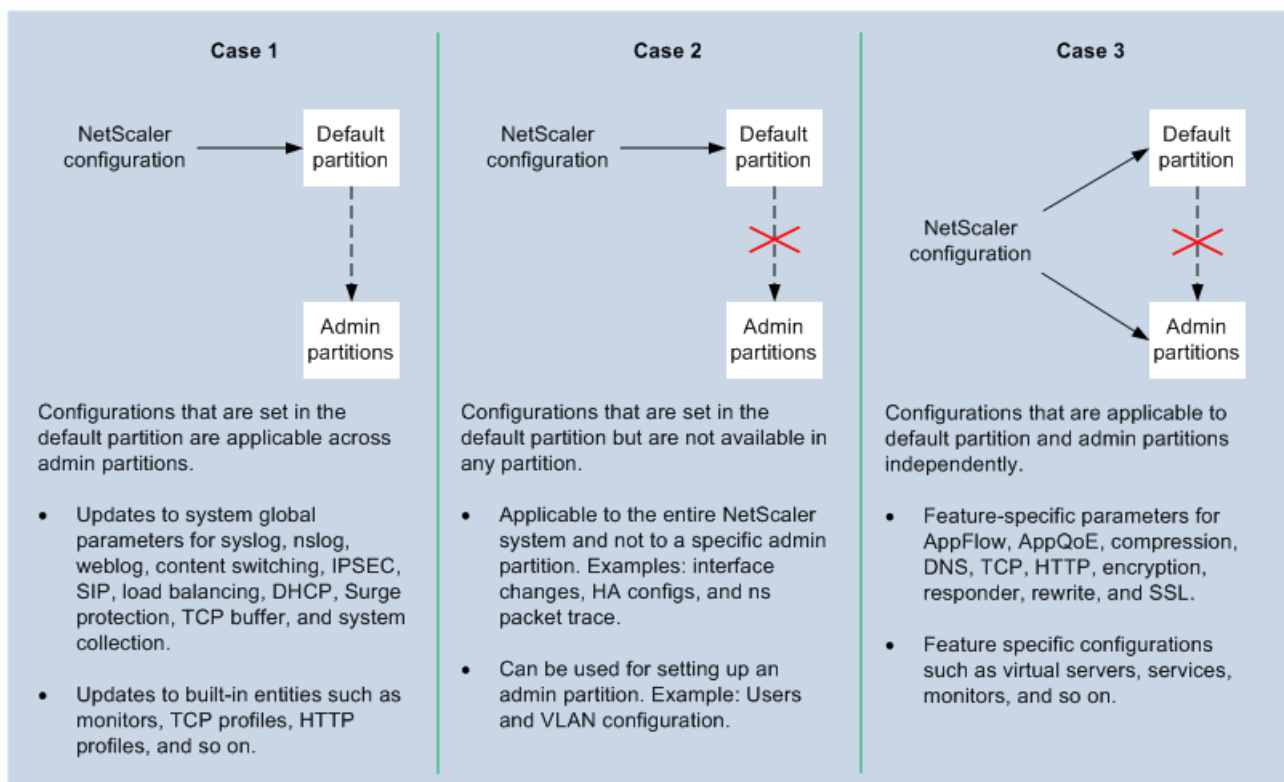 Case 1
NetScaler
configuration
Default
partition
Admin
partitions
Configurations that are set in the
default partition are applicable across
admin partitions.
• Updates to system global
parameters for syslog, nslog,
weblog, content switching, IPSEC,
SIP, load balancing, DHCP, Surge
protection, TCP buffer, and system
collection.
• Updates to built-in entities such as
monitors, TCP profiles, HTTP
profiles, and so on.
Case 2
NetScaler
configuration
Default
partition
Admin
partitions
Configurations that are set in the
default partition but are not available in
any partition.
• Applicable to the entire NetScaler
system and not to a specific admin
partition. Examples: interface
changes, HA configs, and ns
packet trace.
• Can be used for setting up an
admin partition. Example: Users
and VLAN configuration.
Case 3
NetScaler
configuration
Default
partition
Admin
partitions
Configurations that are applicable to
default partition and admin partitions
independently.
• Feature-specific parameters for
AppFlow, AppQoE, compression,
DNS, TCP, HTTP, encryption,
responder, rewrite, and SSL.
• Feature specific configurations
such as virtual servers, services,
monitors, and so on.